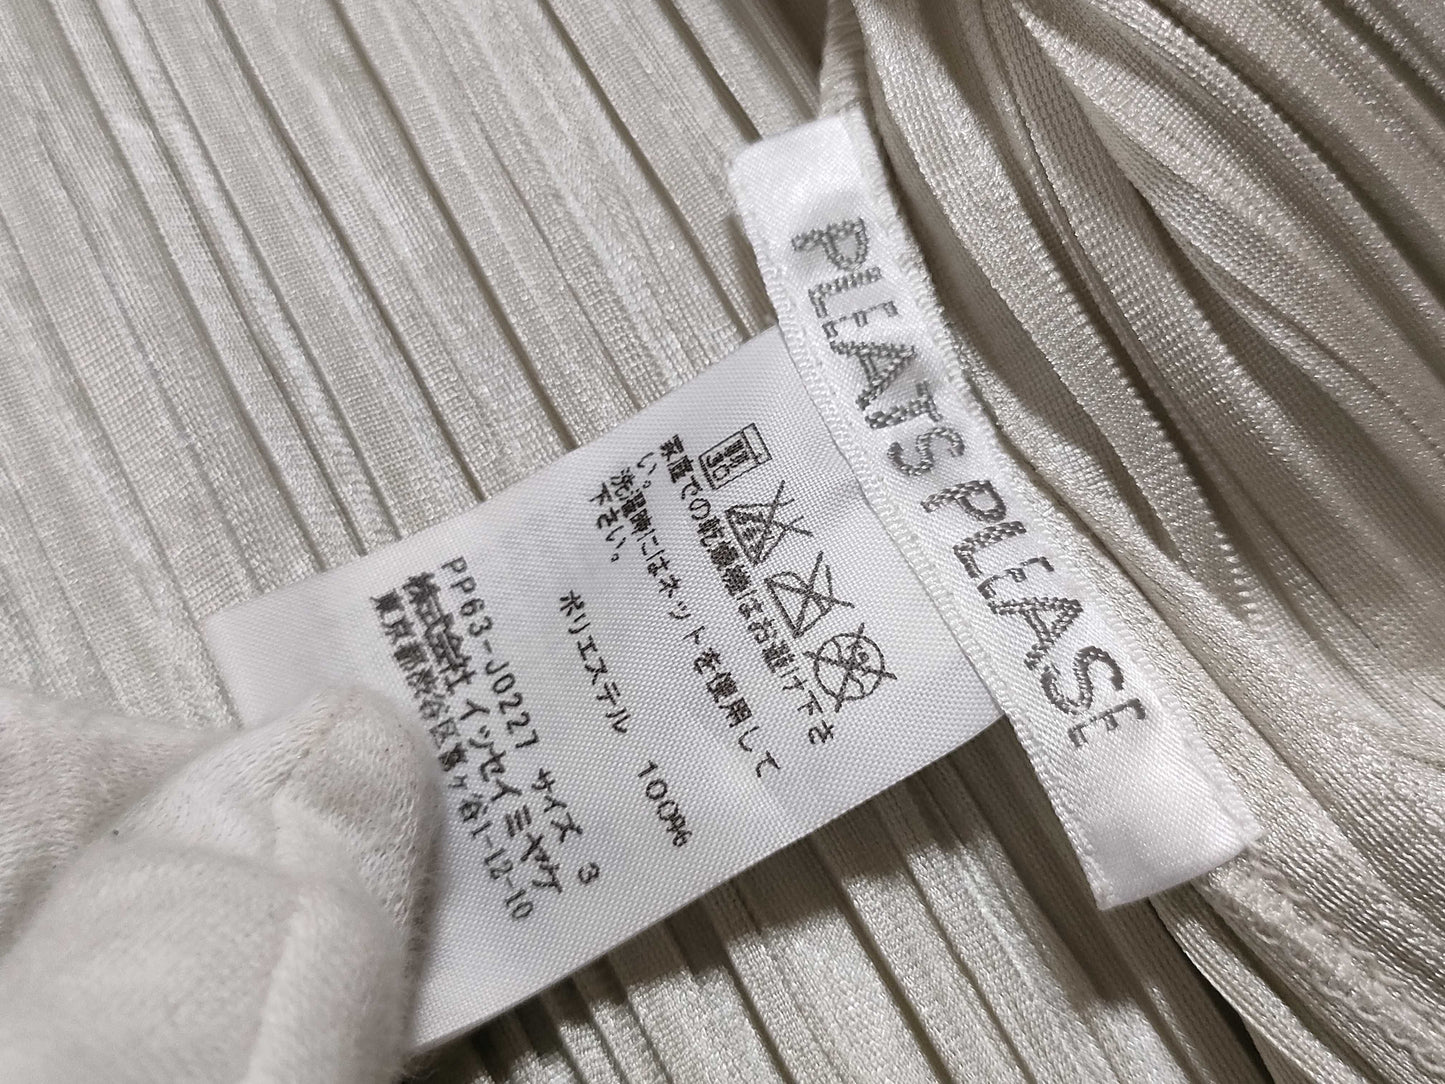 PLEATS PLEASE
家庭での乾燥機はお避け下さ
い。洗濯時にはネットを使用して
下さい。
ポリエステル 100%
PP63-J0227 サイズ 3
株式会社 イッセイミヤケ
東京都渋谷区富ヶ谷1-12-10